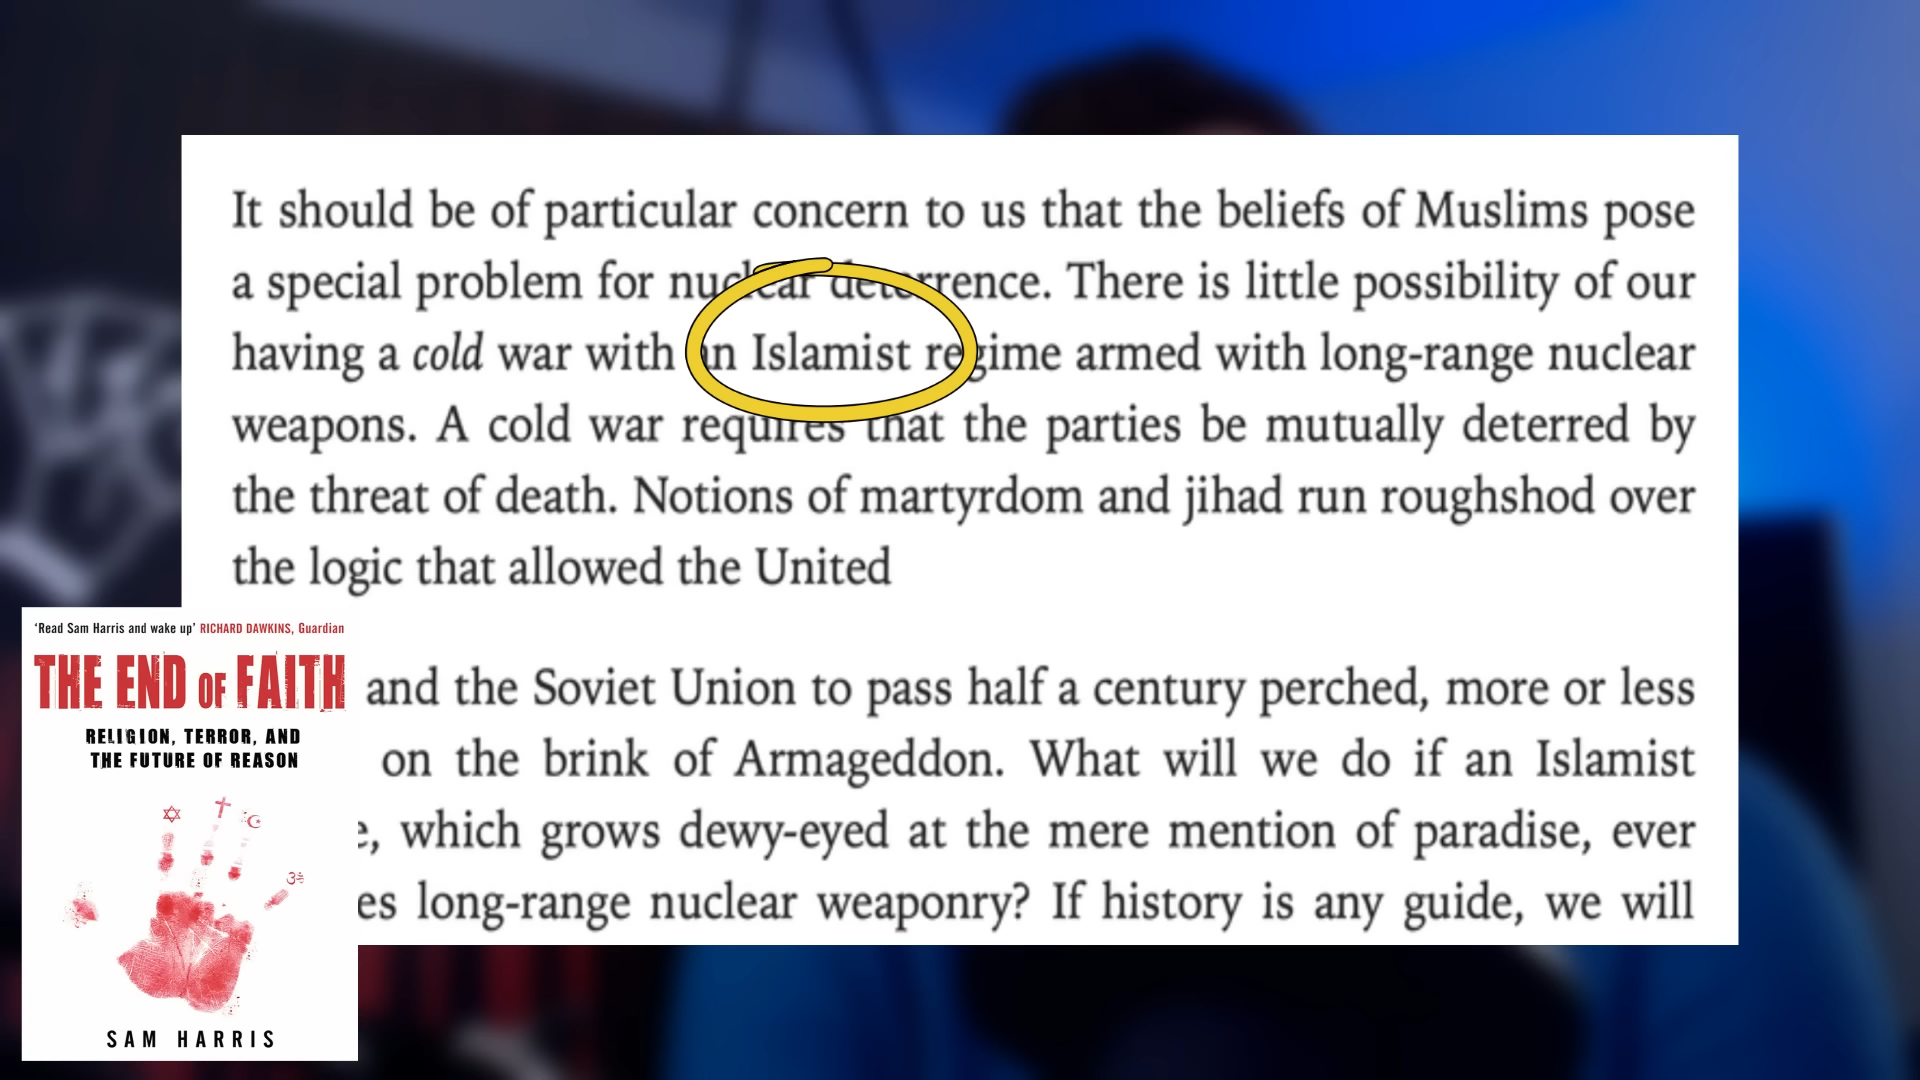 It should be of particular concern to us that the beliefs of Muslims pose
a special problem for nuclear deterrence. There is little possibility of our
having a cold war with an Islamist regime armed with long-range nuclear
weapons. A cold war requires that the parties be mutually deterred by
the threat of death. Notions of martyrdom and jihad run roughshod over
the logic that allowed the United
and the Soviet Union to pass half a century perched, more or less
on the brink of Armageddon. What will we do if an Islamist
which grows dewy-eyed at the mere mention of paradise, ever
long-range nuclear weaponry? If history is any guide, we will
‘Read Sam Harris and wake up’ RICHARD DAWKINS, Guardian
THE END OF FAITH
RELIGION, TERROR, AND
THE FUTURE OF REASON
SAM HARRIS